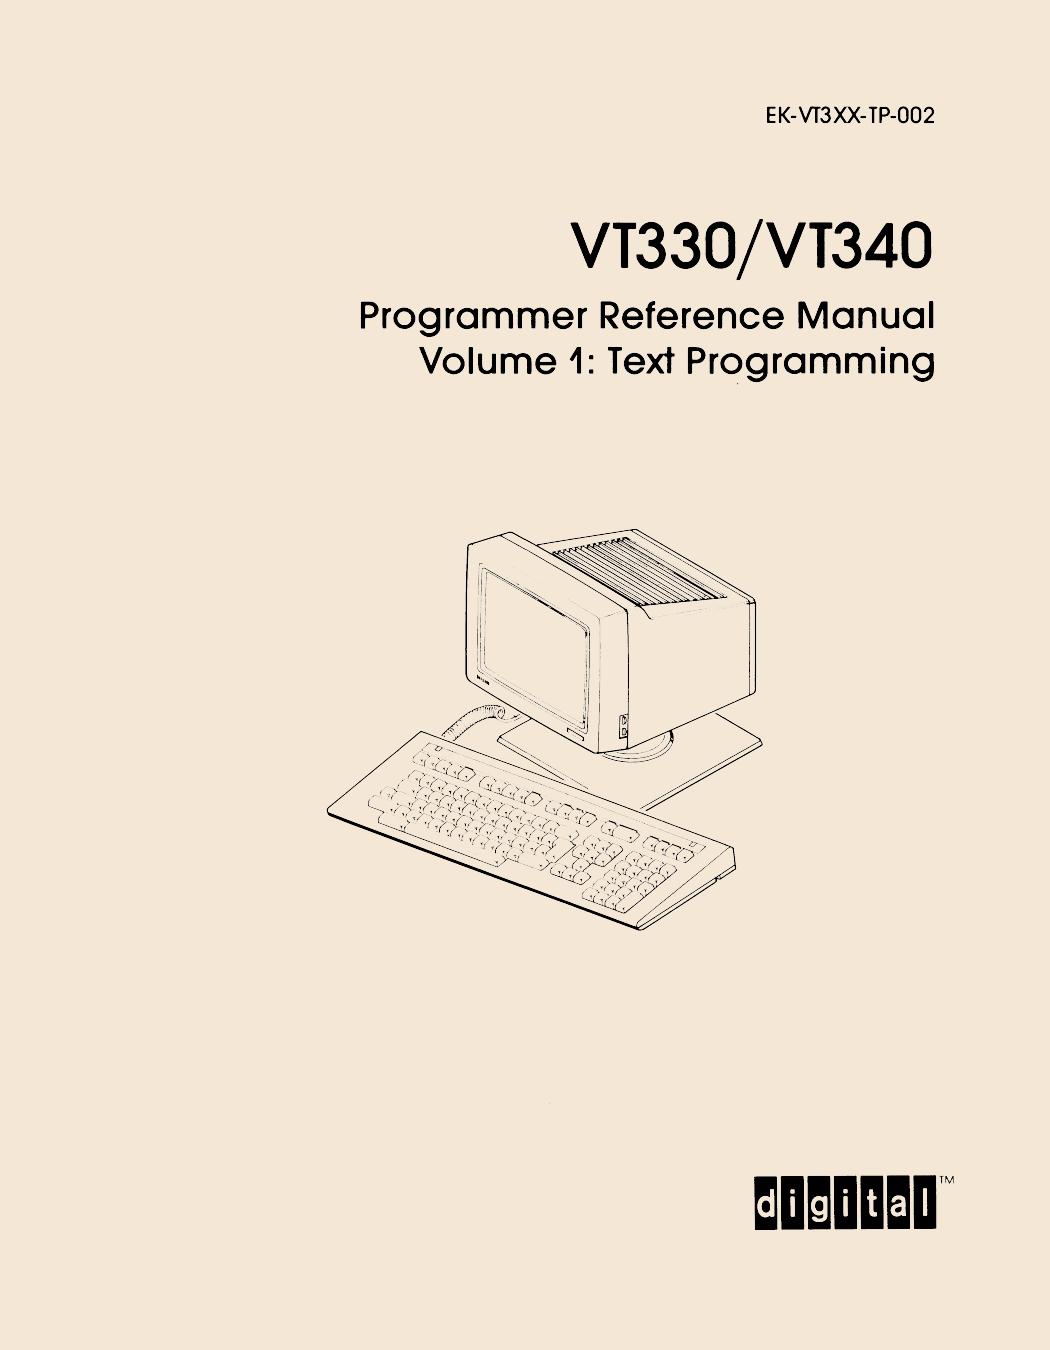 EK-VT3XX-TP-002
VT330/VT340
Programmer Reference Manual
Volume 1: Text Programming
digital™